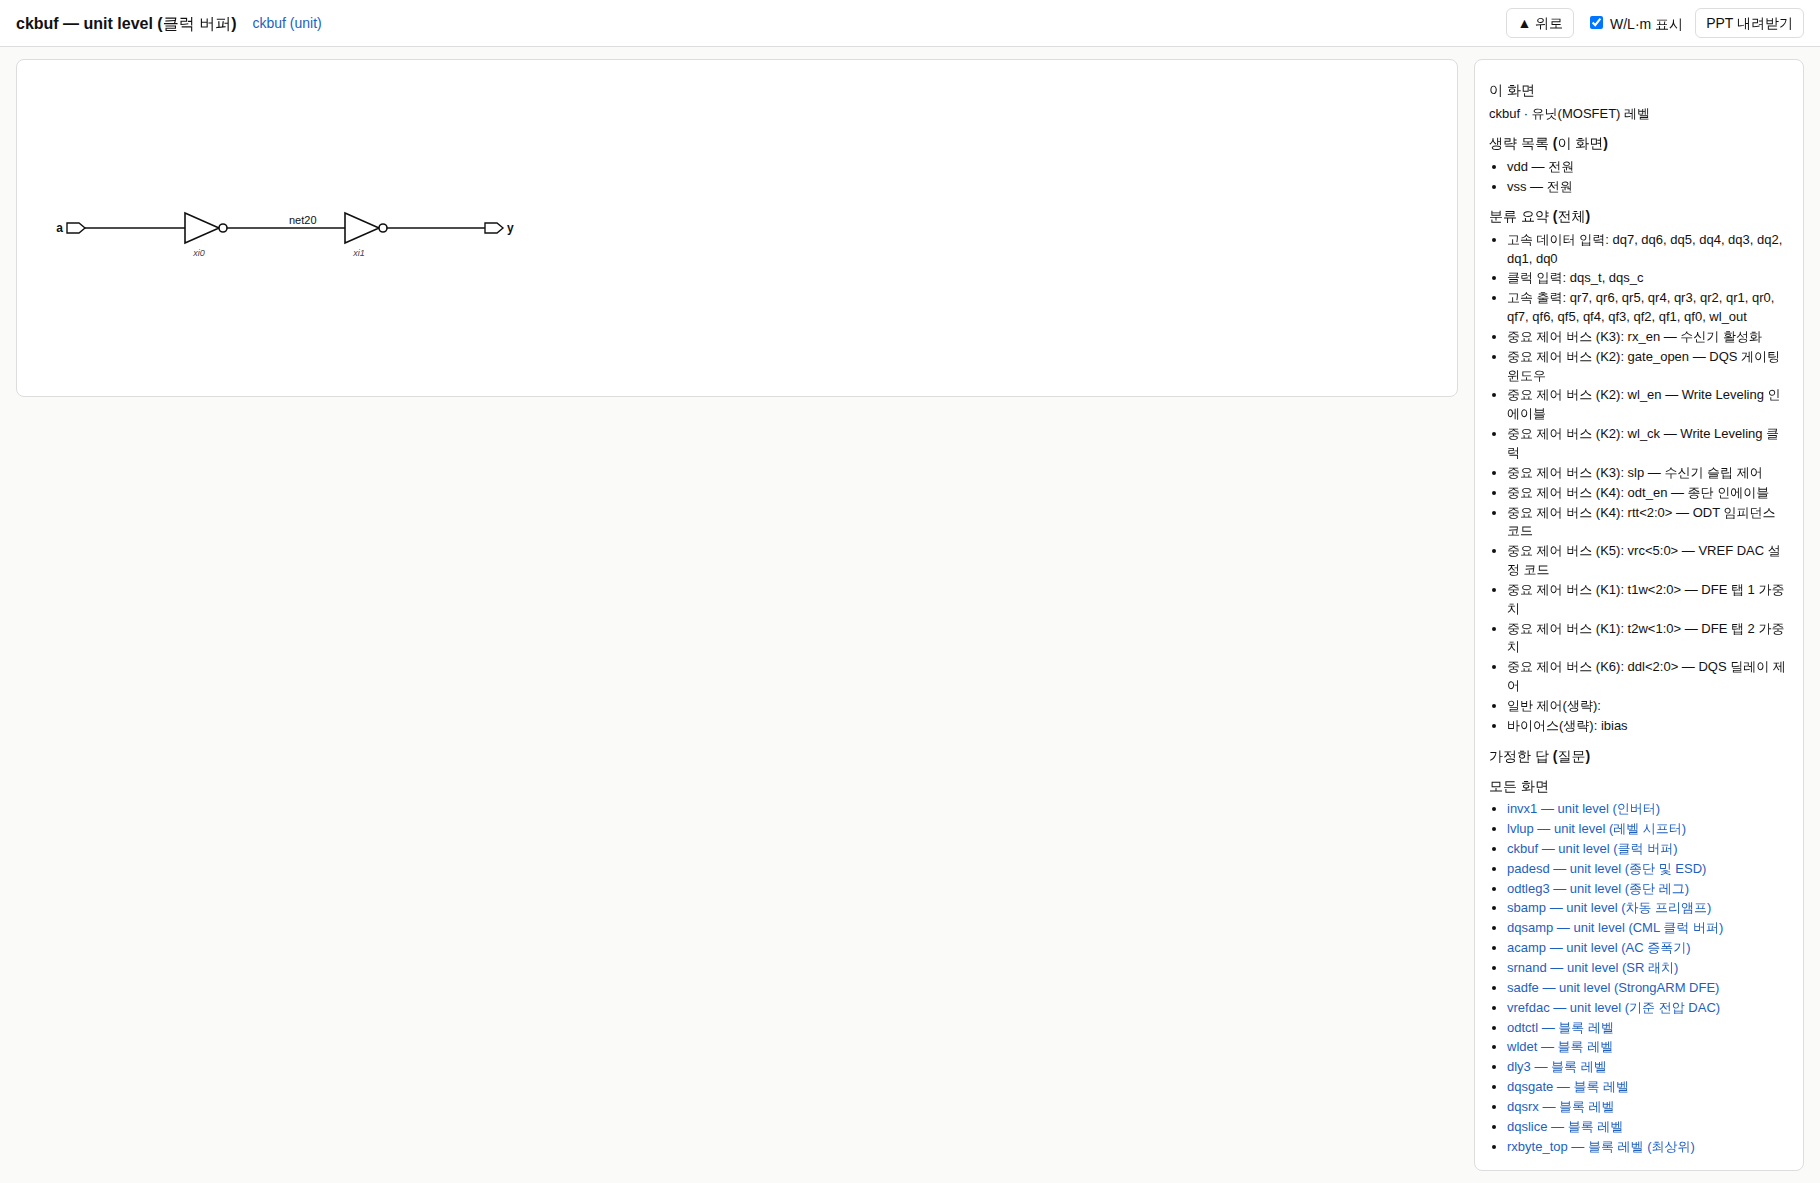 ckbuf — unit level (클럭 버퍼) ckbuf (unit) ▲ 위로 W/L·m 표시 PPT 내려받기
a
net20
y
xi0
xi1
이 화면
ckbuf · 유닛(MOSFET) 레벨
생략 목록 (이 화면)
vdd — 전원
vss — 전원
분류 요약 (전체)
고속 데이터 입력: dq7, dq6, dq5, dq4, dq3, dq2,
dq1, dq0
클럭 입력: dqs_t, dqs_c
고속 출력: qr7, qr6, qr5, qr4, qr3, qr2, qr1, qr0,
qf7, qf6, qf5, qf4, qf3, qf2, qf1, qf0, wl_out
중요 제어 버스 (K3): rx_en — 수신기 활성화
중요 제어 버스 (K2): gate_open — DQS 게이팅
윈도우
중요 제어 버스 (K2): wl_en — Write Leveling 인
에이블
중요 제어 버스 (K2): wl_ck — Write Leveling 클
럭
중요 제어 버스 (K3): slp — 수신기 슬립 제어
중요 제어 버스 (K4): odt_en — 종단 인에이블
중요 제어 버스 (K4): rtt<2:0> — ODT 임피던스
코드
중요 제어 버스 (K5): vrc<5:0> — VREF DAC 설
정 코드
중요 제어 버스 (K1): t1w<2:0> — DFE 탭 1 가중
치
중요 제어 버스 (K1): t2w<1:0> — DFE 탭 2 가중
치
중요 제어 버스 (K6): ddl<2:0> — DQS 딜레이 제
어
일반 제어(생략):
바이어스(생략): ibias
가정한 답 (질문)
모든 화면
invx1 — unit level (인버터)
lvlup — unit level (레벨 시프터)
ckbuf — unit level (클럭 버퍼)
padesd — unit level (종단 및 ESD)
odtleg3 — unit level (종단 레그)
sbamp — unit level (차동 프리앰프)
dqsamp — unit level (CML 클럭 버퍼)
acamp — unit level (AC 증폭기)
srnand — unit level (SR 래치)
sadfe — unit level (StrongARM DFE)
vrefdac — unit level (기준 전압 DAC)
odtctl — 블록 레벨
wldet — 블록 레벨
dly3 — 블록 레벨
dqsgate — 블록 레벨
dqsrx — 블록 레벨
dqslice — 블록 레벨
rxbyte_top — 블록 레벨 (최상위)